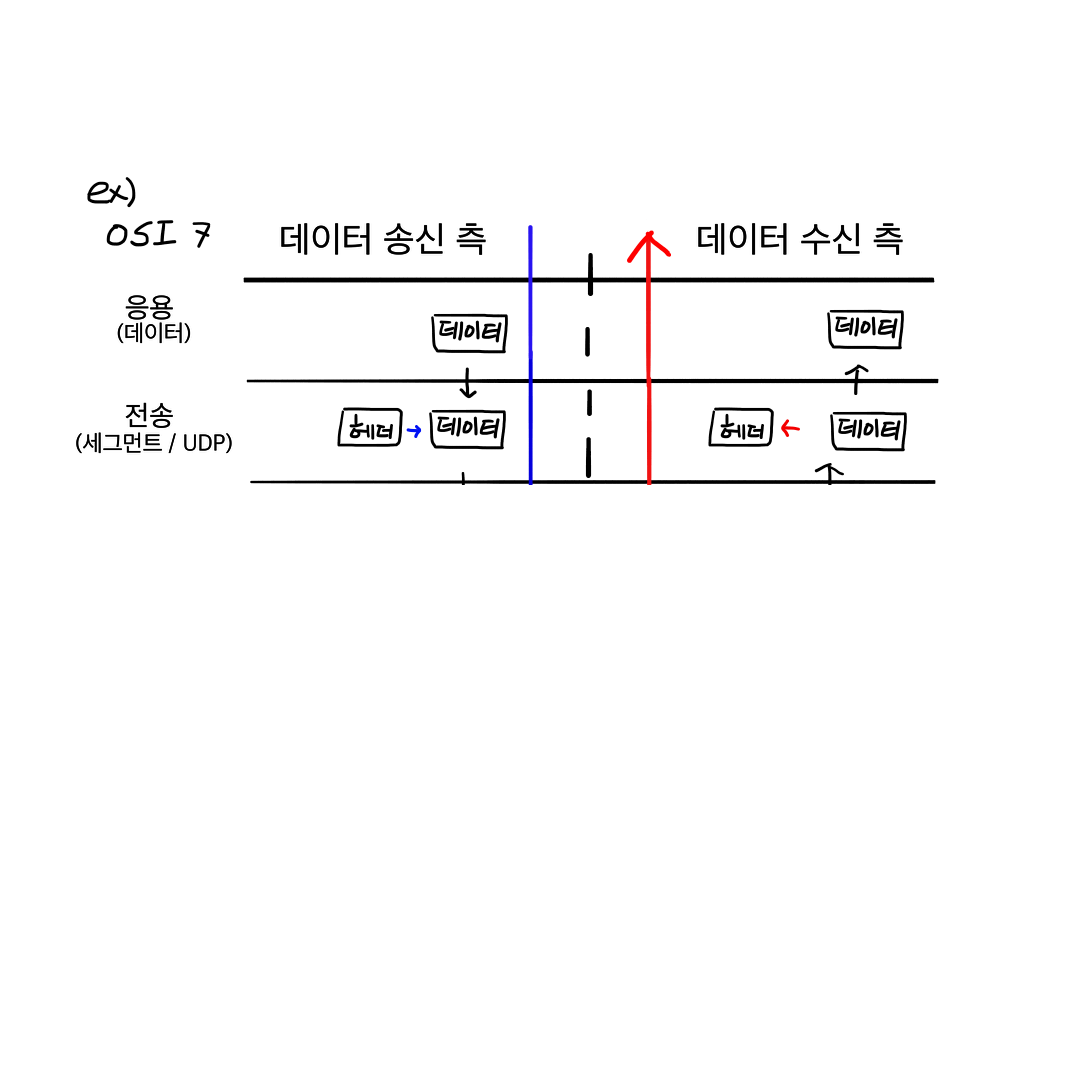 ex)
OSI 7
데이터 송신 측
데이터 수신 측
응용
(데이터)
데이터
데이터
전송
(세그먼트 / UDP)
헤더
데이터
헤더
데이터